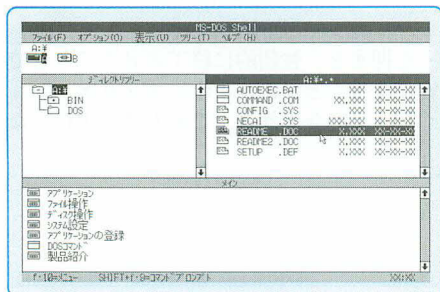 MS-DOS Shell
ファイル(F) オプション(O) 表示(U) ツリー(T) ヘルプ(H)
A:¥
A B
ディレクトリツリー
A:¥*.*
A:¥
BIN
DOS
AUTOEXEC.BAT XXX XX-XX-XX
COMMAND .COM XX,XXX XX-XX-XX
CONFIG .SYS XXX XX-XX-XX
NECAI .SYS XXX,XXX XX-XX-XX
README .DOC X,XXX XX-XX-XX
README2 .DOC X,XXX XX-XX-XX
SETUP .DEF X,XXX XX-XX-XX
メイン
アプリケーション
ファイル操作
ディスク操作
システム設定
アプリケーションの登録
DOSコマンド
製品紹介
f・10=メニュー SHIFT+f・9=コマンドプロンプト XX:XX